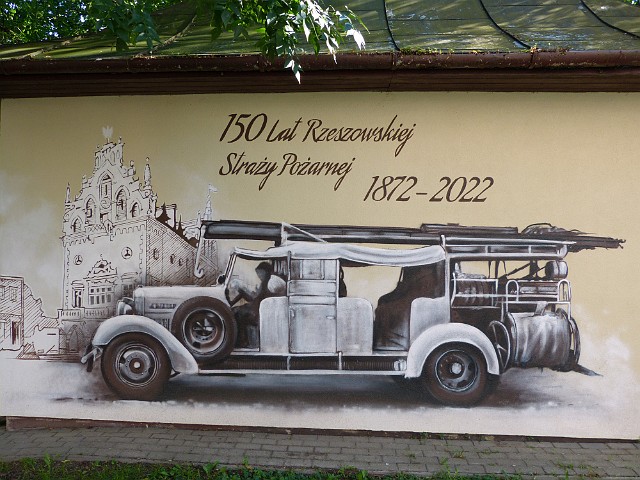 150 Lat Rzeszowskiej
Straży Pożarnej
1872-2022